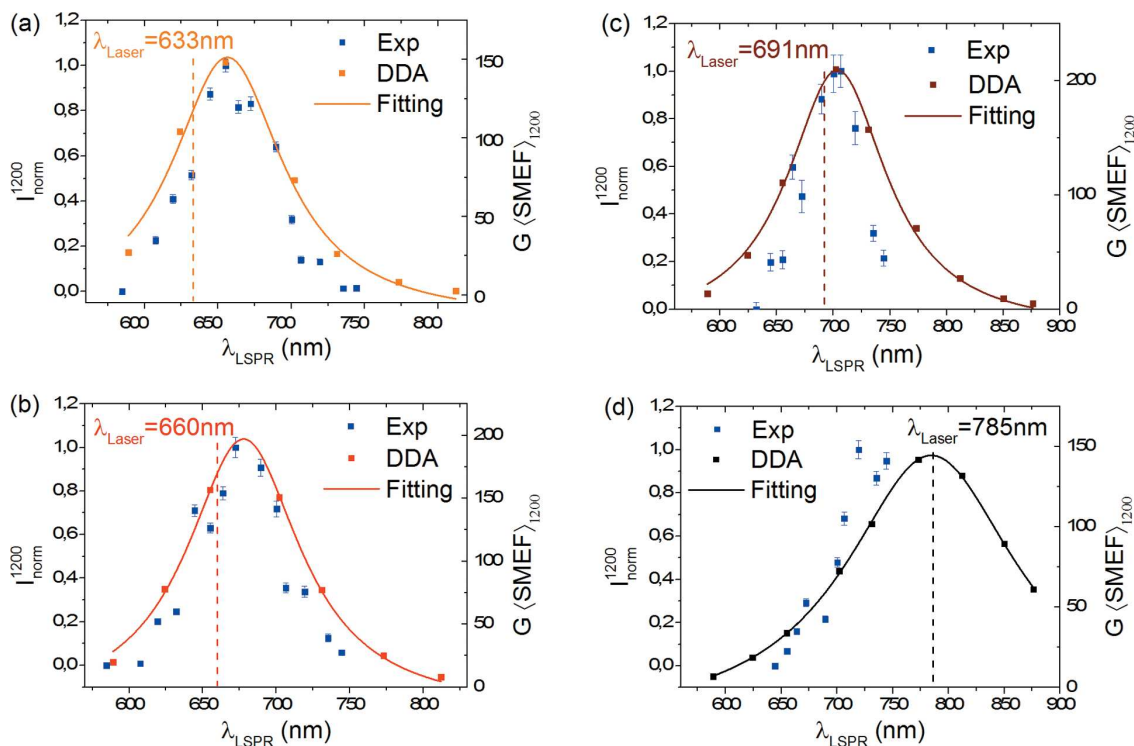 (a)
λLaser=633nm
Exp
DDA
Fitting
1,2
1,0
0,8
0,6
0,4
0,2
0,0
I1200norm
150
100
50
0
G ⟨SMEF⟩1200
600 650 700 750 800
λLSPR (nm)
(b)
λLaser=660nm
Exp
DDA
Fitting
1,2
1,0
0,8
0,6
0,4
0,2
0,0
I1200norm
200
150
100
50
0
G ⟨SMEF⟩1200
600 650 700 750 800
λLSPR (nm)
(c)
λLaser=691nm
Exp
DDA
Fitting
1,2
1,0
0,8
0,6
0,4
0,2
0,0
I1200norm
200
100
0
G ⟨SMEF⟩1200
600 650 700 750 800 850 900
λLSPR (nm)
(d)
λLaser=785nm
Exp
DDA
Fitting
1,2
1,0
0,8
0,6
0,4
0,2
0,0
I1200norm
150
100
50
0
G ⟨SMEF⟩1200
600 650 700 750 800 850 900
λLSPR (nm)